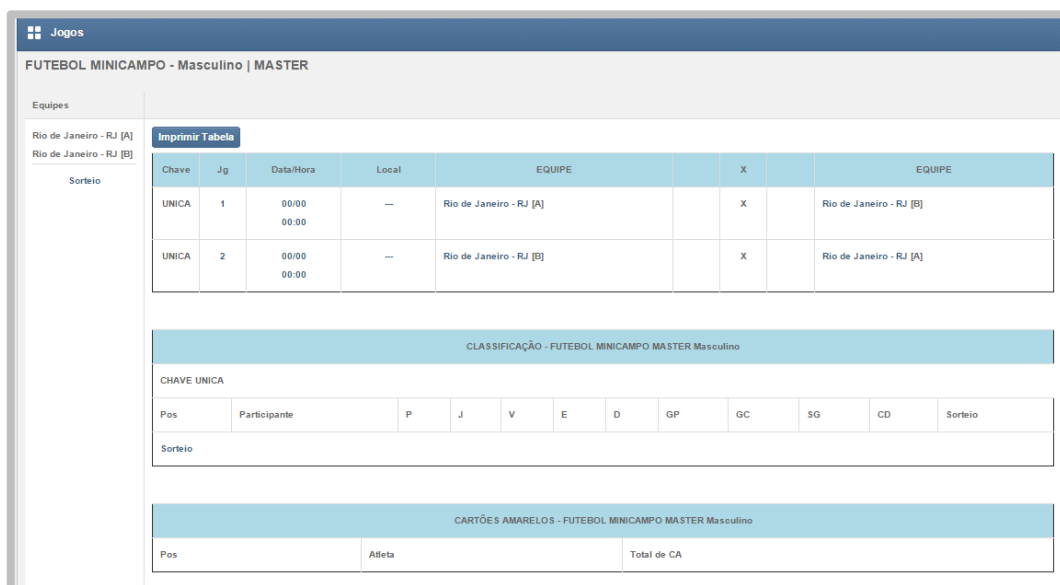 Jogos
FUTEBOL MINICAMPO - Masculino | MASTER
Equipes
Rio de Janeiro - RJ [A]
Rio de Janeiro - RJ [B]
Sorteio
Imprimir Tabela
Chave Jg Data/Hora Local EQUIPE X EQUIPE
UNICA 1 00/00 --- Rio de Janeiro - RJ [A] X Rio de Janeiro - RJ [B]
00:00
UNICA 2 00/00 --- Rio de Janeiro - RJ [B] X Rio de Janeiro - RJ [A]
00:00
CLASSIFICAÇÃO - FUTEBOL MINICAMPO MASTER Masculino
CHAVE UNICA
Pos Participante P J V E D GP GC SG CD Sorteio
Sorteio
CARTÕES AMARELOS - FUTEBOL MINICAMPO MASTER Masculino
Pos Atleta Total de CA